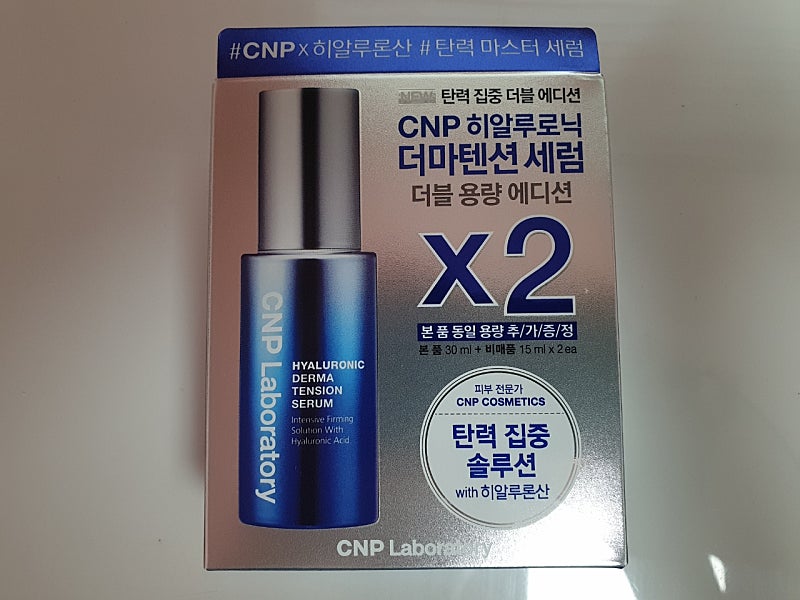 #CNP x 히알루론산 # 탄력 마스터 세럼
NEW 탄력 집중 더블 에디션
CNP 히알루로닉
더마텐션 세럼
더블 용량 에디션
x2
본품 동일 용량 추/가/증/정
본품 30 ml + 비매품 15 ml x 2 ea
피부 전문가
CNP COSMETICS
탄력 집중
솔루션
with 히알루론산
CNP Laboratory
HYALURONIC
DERMA
TENSION
SERUM
Intensive Firming
Solution With
Hyaluronic Acid
CNP Laboratory